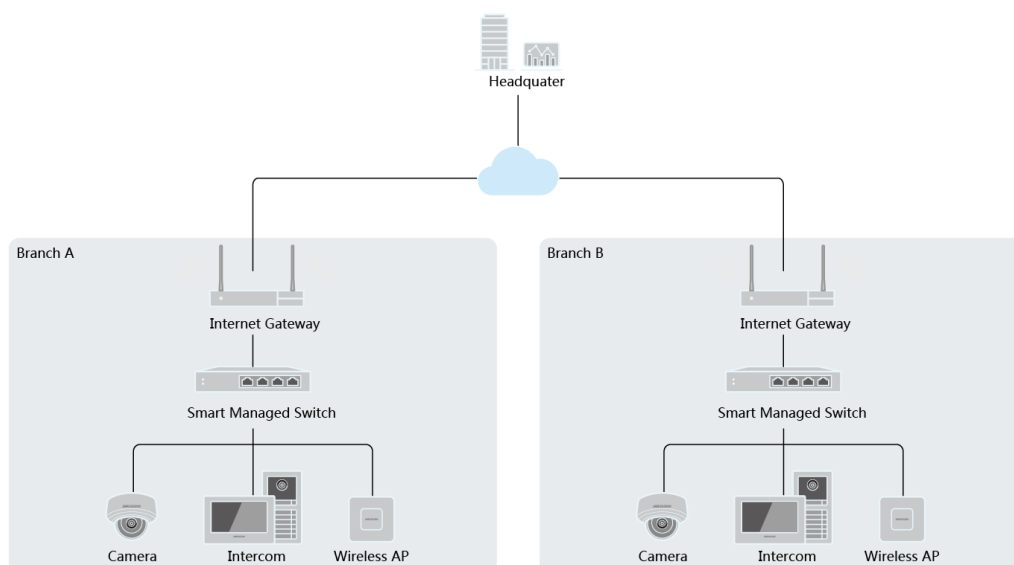 Headquater
Branch A
Branch B
Internet Gateway
Internet Gateway
Smart Managed Switch
Smart Managed Switch
Camera
Intercom
Wireless AP
Camera
Intercom
Wireless AP